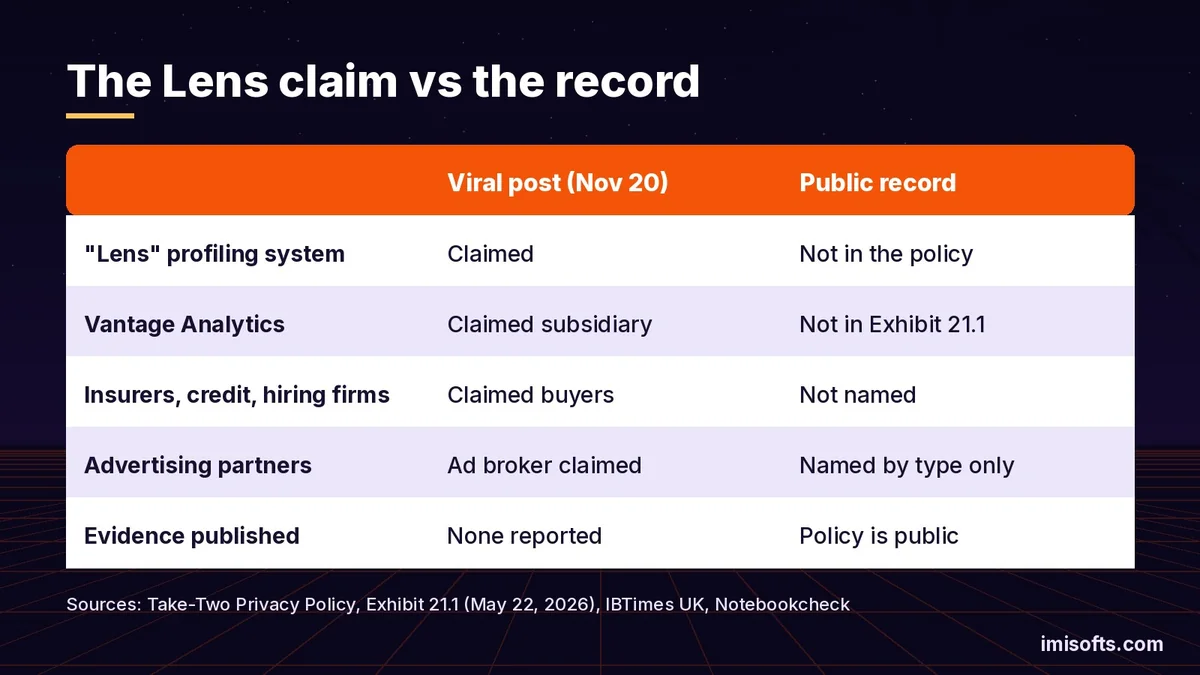 The Lens claim vs the record
Viral post (Nov 20) Public record
"Lens" profiling system Claimed Not in the policy
Vantage Analytics Claimed subsidiary Not in Exhibit 21.1
Insurers, credit, hiring firms Claimed buyers Not named
Advertising partners Ad broker claimed Named by type only
Evidence published None reported Policy is public
Sources: Take-Two Privacy Policy, Exhibit 21.1 (May 22, 2026), IBTimes UK, Notebookcheck
imisofts.com